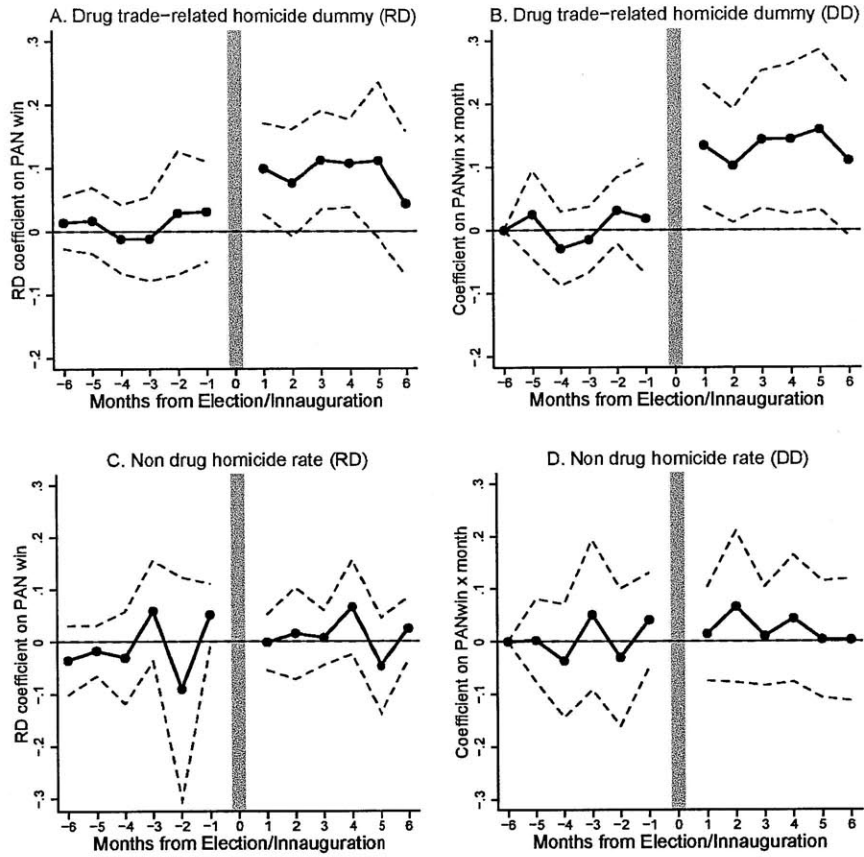 A. Drug trade-related homicide dummy (RD)
RD coefficient on PAN win
.3
.2
.1
0
-.1
-.2
-6 -5 -4 -3 -2 -1 0 1 2 3 4 5 6
Months from Election/Innauguration
B. Drug trade-related homicide dummy (DD)
Coefficient on PANwin x month
.3
.2
.1
0
-.1
-.2
-6 -5 -4 -3 -2 -1 0 1 2 3 4 5 6
Months from Election/Innauguration
C. Non drug homicide rate (RD)
RD coefficient on PAN win
.3
.2
.1
0
-.1
-.2
-.3
-6 -5 -4 -3 -2 -1 0 1 2 3 4 5 6
Months from Election/Innauguration
D. Non drug homicide rate (DD)
Coefficient on PANwin x month
.3
.2
.1
0
-.1
-.2
-.3
-6 -5 -4 -3 -2 -1 0 1 2 3 4 5 6
Months from Election/Innauguration